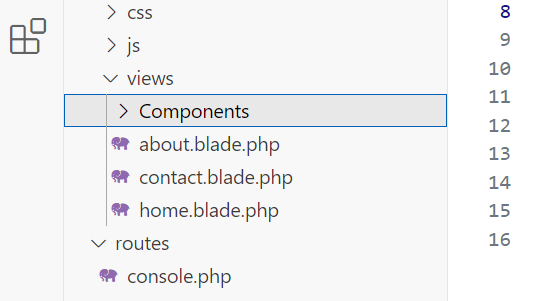 css
js
views
Components
about.blade.php
contact.blade.php
home.blade.php
routes
console.php
8
9
10
11
12
13
14
15
16